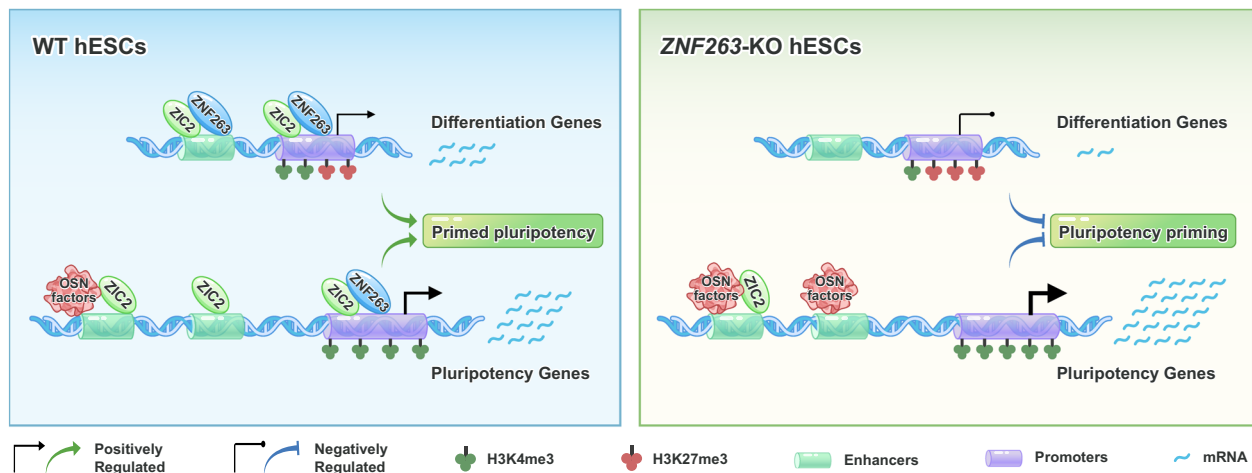 WT hESCs
ZIC2
ZNF263
ZIC2
ZNF263
Differentiation Genes
Primed pluripotency
OSN
factors
ZIC2
ZIC2
ZIC2
ZNF263
Pluripotency Genes
ZNF263-KO hESCs
Differentiation Genes
Pluripotency priming
OSN
factors
ZIC2
OSN
factors
Pluripotency Genes
Positively
Regulated
Negatively
Regulated
H3K4me3
H3K27me3
Enhancers
Promoters
mRNA